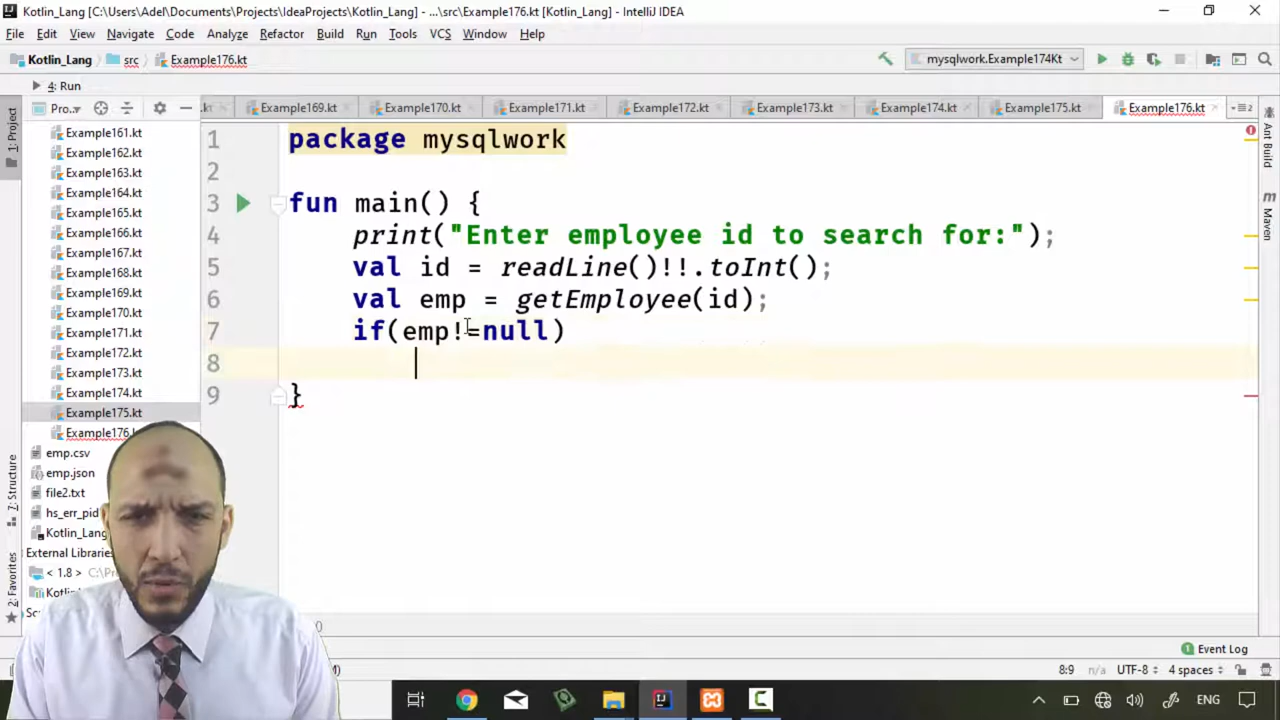 Kotlin_Lang [C:\Users\Adel\Documents\Projects\IdeaProjects\Kotlin_Lang] - ...\src\Example176.kt [Kotlin_Lang] - IntelliJ IDEA
File Edit View Navigate Code Analyze Refactor Build Run Tools VCS Window Help
Kotlin_Lang src Example176.kt mysqlwork.Example174Kt
4: Run
Pro... .kt Example169.kt Example170.kt Example171.kt Example172.kt Example173.kt Example174.kt Example175.kt Example176.kt
1: Project
Z: Structure
2: Favorites
Example161.kt
Example162.kt
Example163.kt
Example164.kt
Example165.kt
Example166.kt
Example167.kt
Example168.kt
Example169.kt
Example170.kt
Example171.kt
Example172.kt
Example173.kt
Example174.kt
Example175.kt
Example176.
emp.csv
emp.json
file2.txt
hs_err_pid
Kotlin_Lang
External Libraries
< 1.8 > C:\Pr
Kotlin
Sc
1 package mysqlwork
2
3 fun main() {
4 print("Enter employee id to search for:");
5 val id = readLine()!!.toInt();
6 val emp = getEmployee(id);
7 if(emp!=null)
8
9 }
Ant Build
m Maven
()
Event Log
8:9 n/a UTF-8 4 spaces
ENG